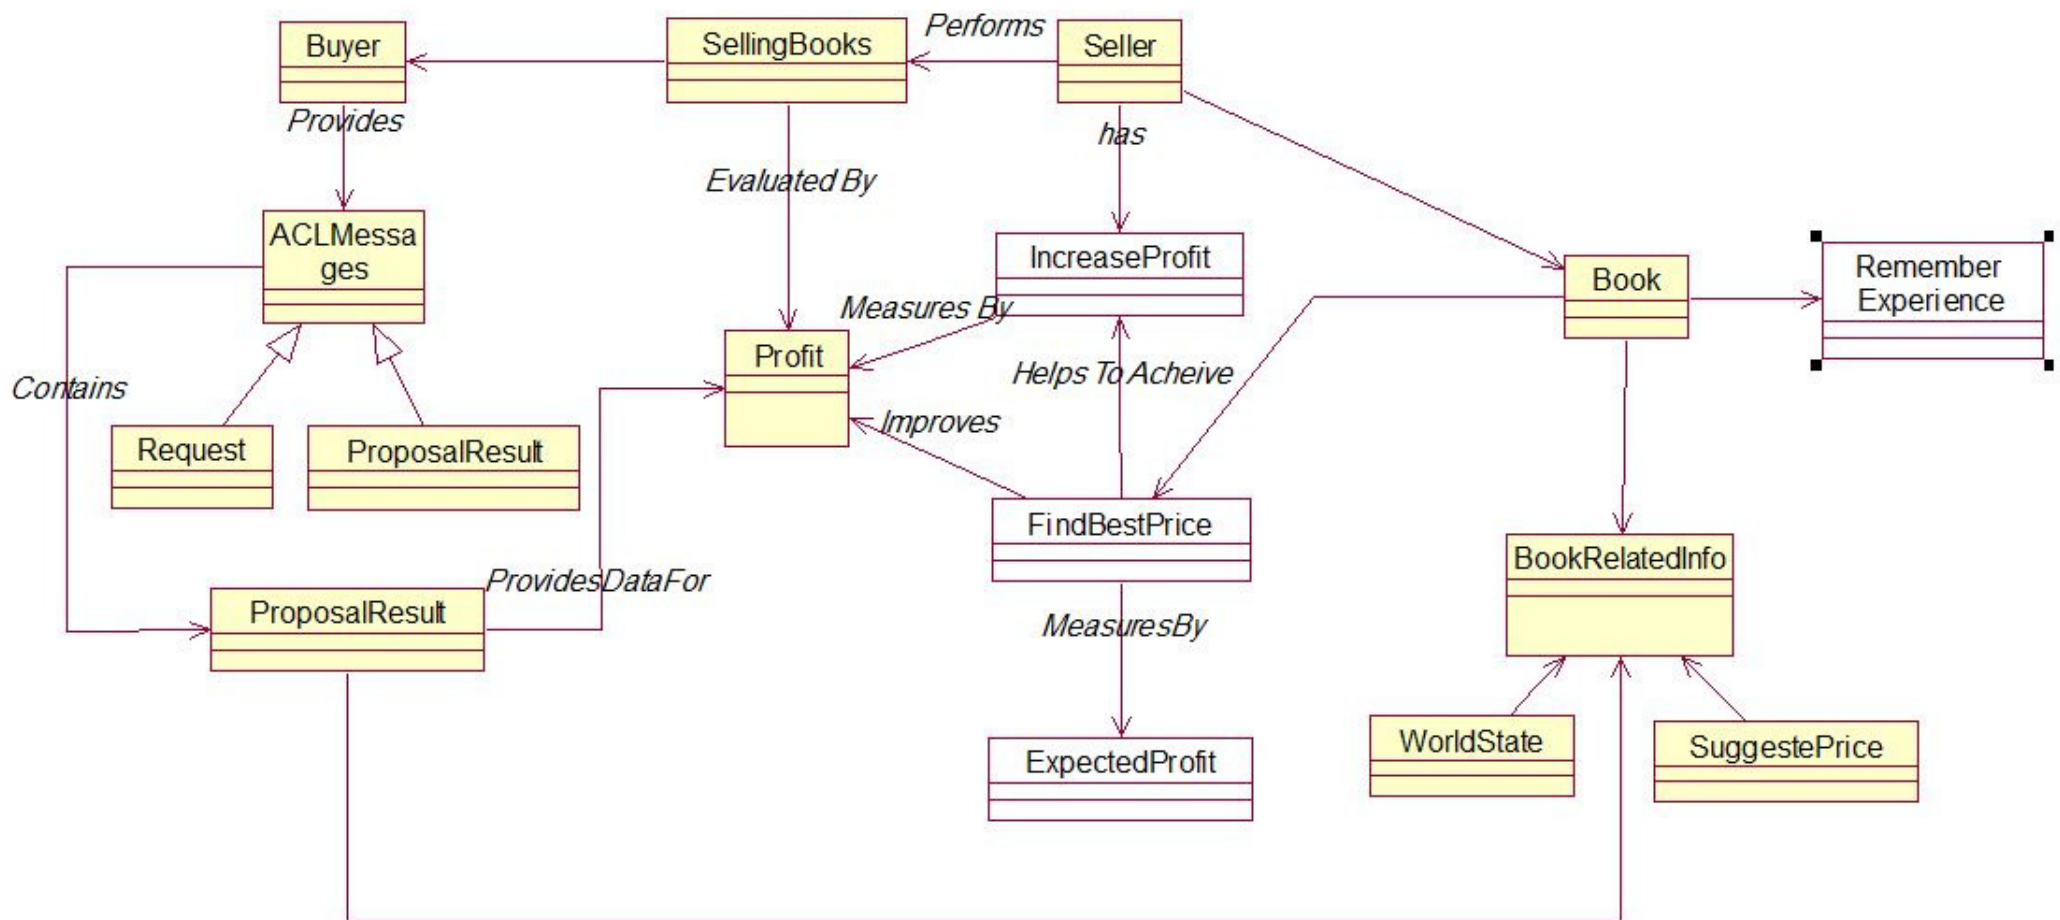 Buyer
SellingBooks
Performs
Seller
Provides
has
Evaluated By
ACLMessa
ges
IncreaseProfit
Book
Remember
Experience
Measures By
Profit
Contains
Helps To Acheive
Improves
Request
ProposalResult
FindBestPrice
BookRelatedInfo
ProvidesDataFor
ProposalResult
MeasuresBy
ExpectedProfit
WorldState
SuggestePrice